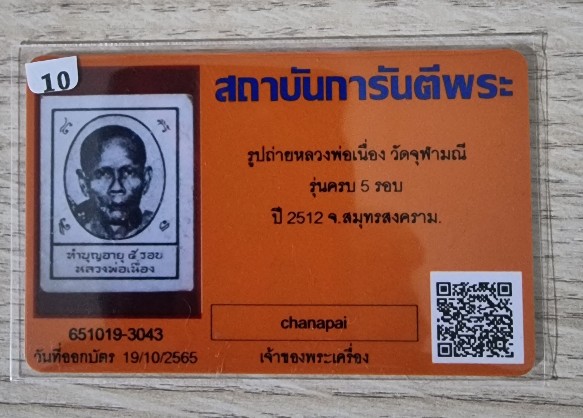 10
สถาบันการันตีพระ
รูปถ่ายหลวงพ่อเนื่อง วัดจุฬามณี
รุ่นครบ 5 รอบ
ปี 2512 จ.สมุทรสงคราม.
ทำบุญอายุ ๕ รอบ
หลวงพ่อเนื่อง
651019-3043
วันที่ออกบัตร 19/10/2565
chanapai
เจ้าของพระเครื่อง